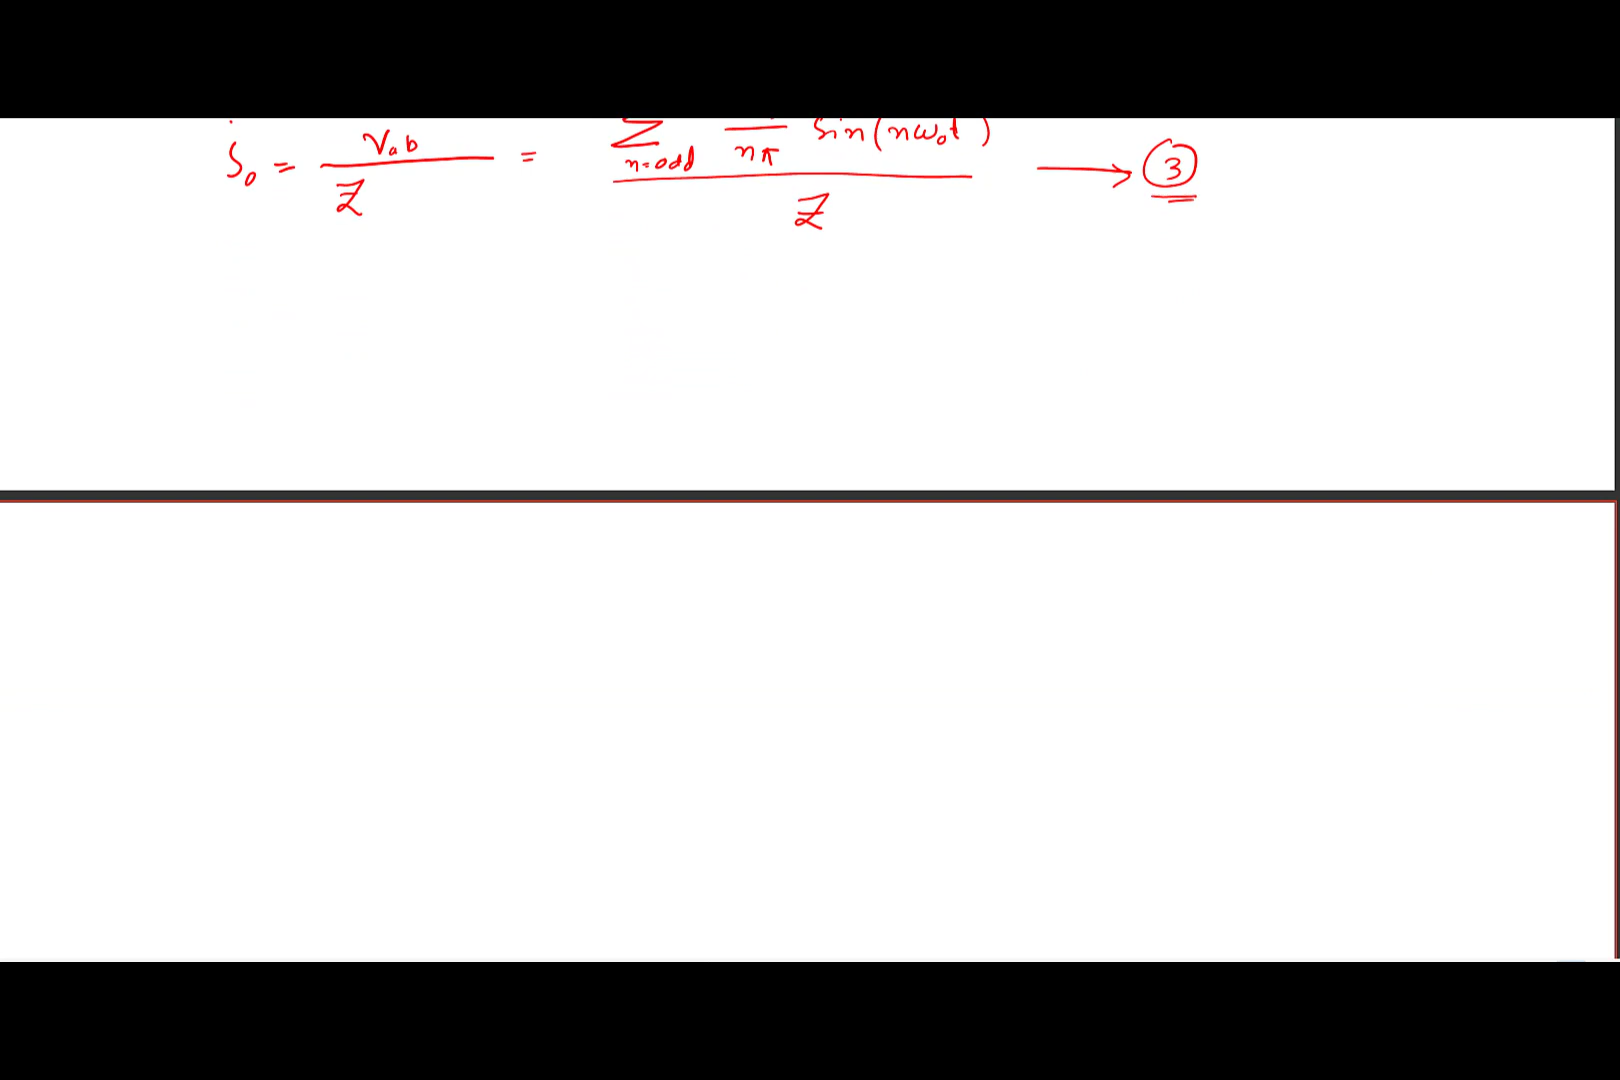 i₀ = Vab / Z = Σ n=odd / nπ sin(nω₀t) / Z → ③